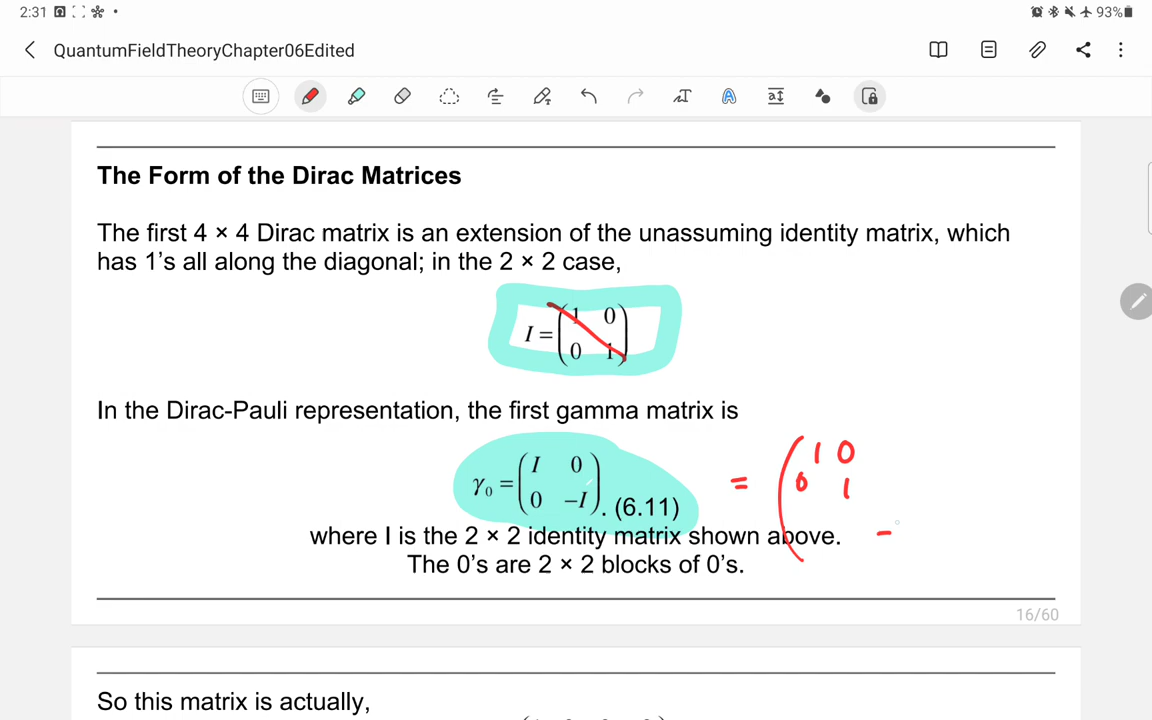 2:31 93%
QuantumFieldTheoryChapter06Edited
The Form of the Dirac Matrices
The first 4 × 4 Dirac matrix is an extension of the unassuming identity matrix, which
has 1's all along the diagonal; in the 2 × 2 case,
I = (1 0
0 1)
In the Dirac-Pauli representation, the first gamma matrix is
γ₀ = (I 0
0 −I). (6.11)
= (1 0
0 1
-
where I is the 2 × 2 identity matrix shown above.
The 0's are 2 × 2 blocks of 0's.
16/60
So this matrix is actually,